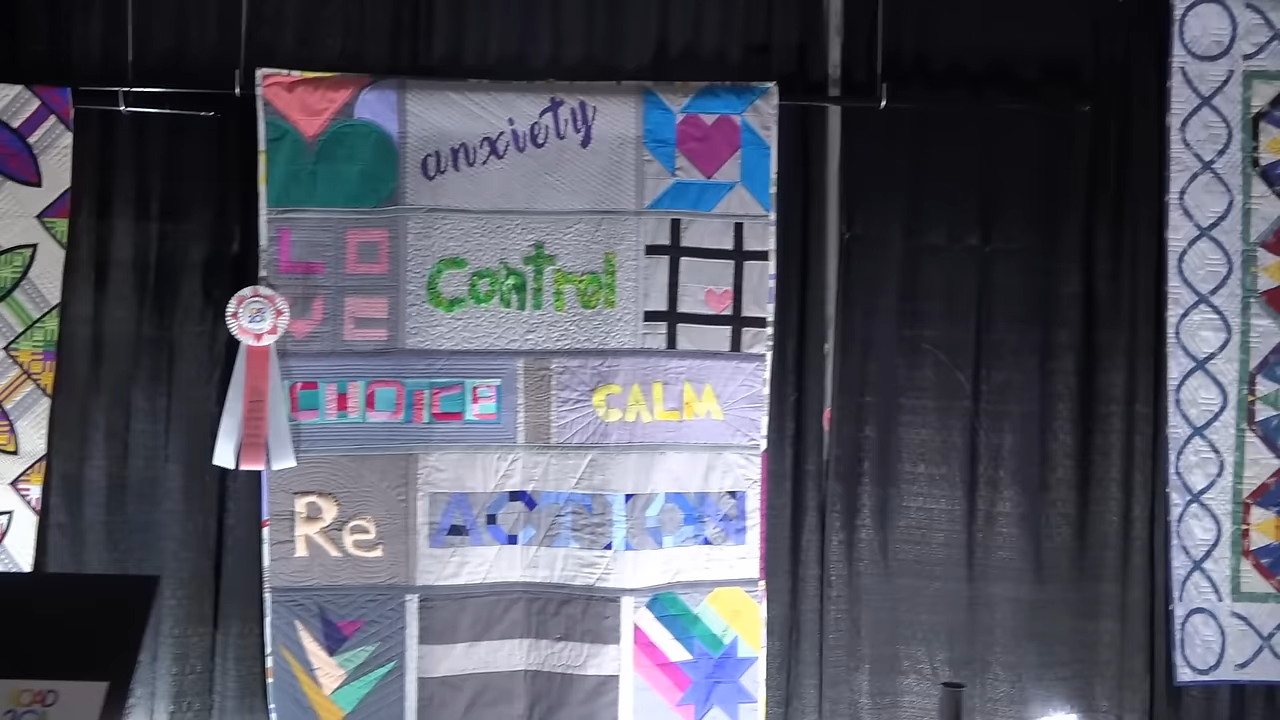 anxiety
LO
VE
Control
CHOICE
CALM
Re ACTION